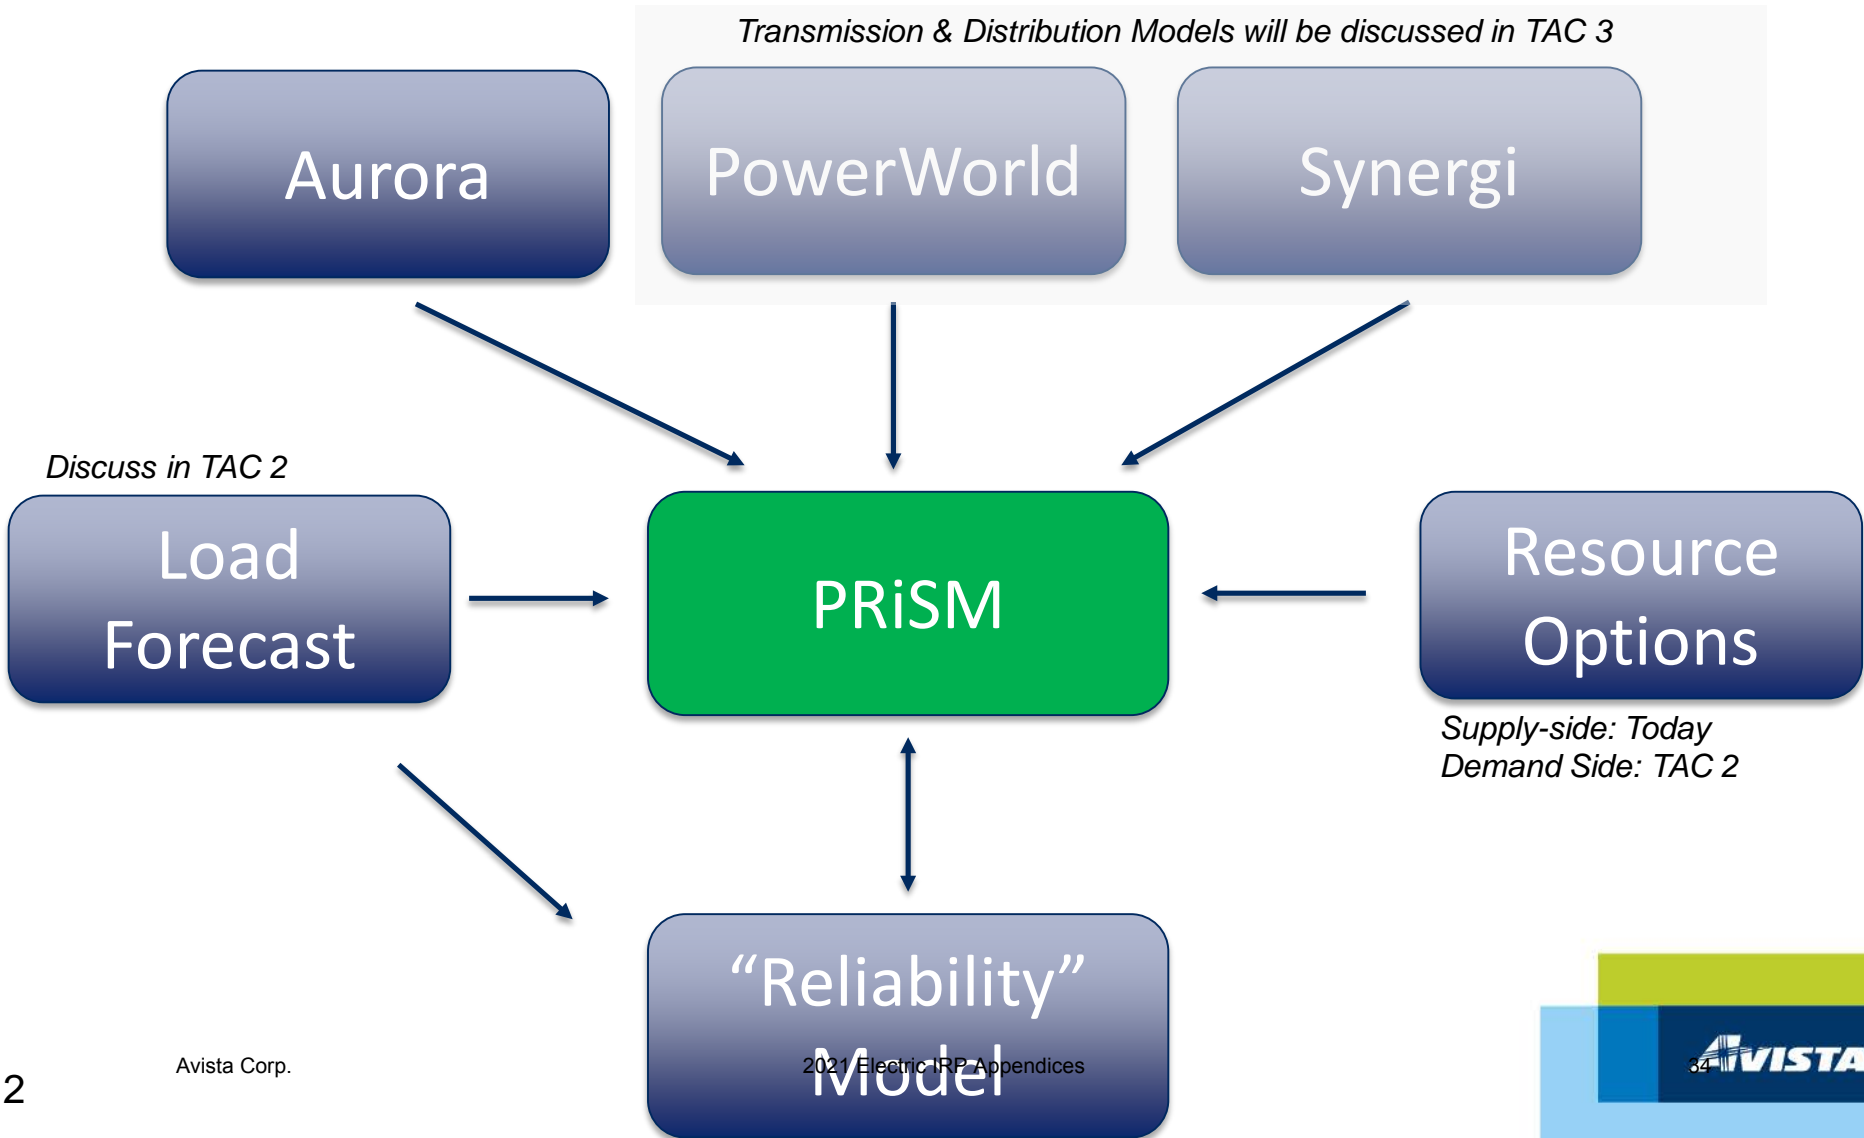 Transmission & Distribution Models will be discussed in TAC 3
Aurora
PowerWorld
Synergi
Discuss in TAC 2
Load
Forecast
PRiSM
Resource
Options
Supply-side: Today
Demand Side: TAC 2
“Reliability”
Model
Avista Corp.
2021 Electric IRP Appendices
34
AVISTA
2